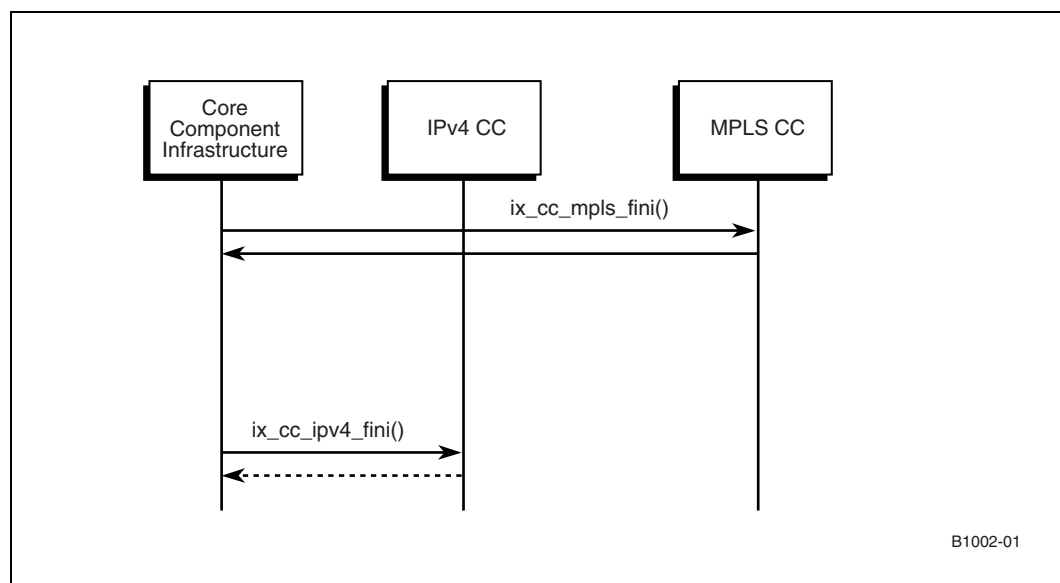 Core
Component
Infrastructure
IPv4 CC
MPLS CC
ix_cc_mpls_fini()
ix_cc_ipv4_fini()
B1002-01